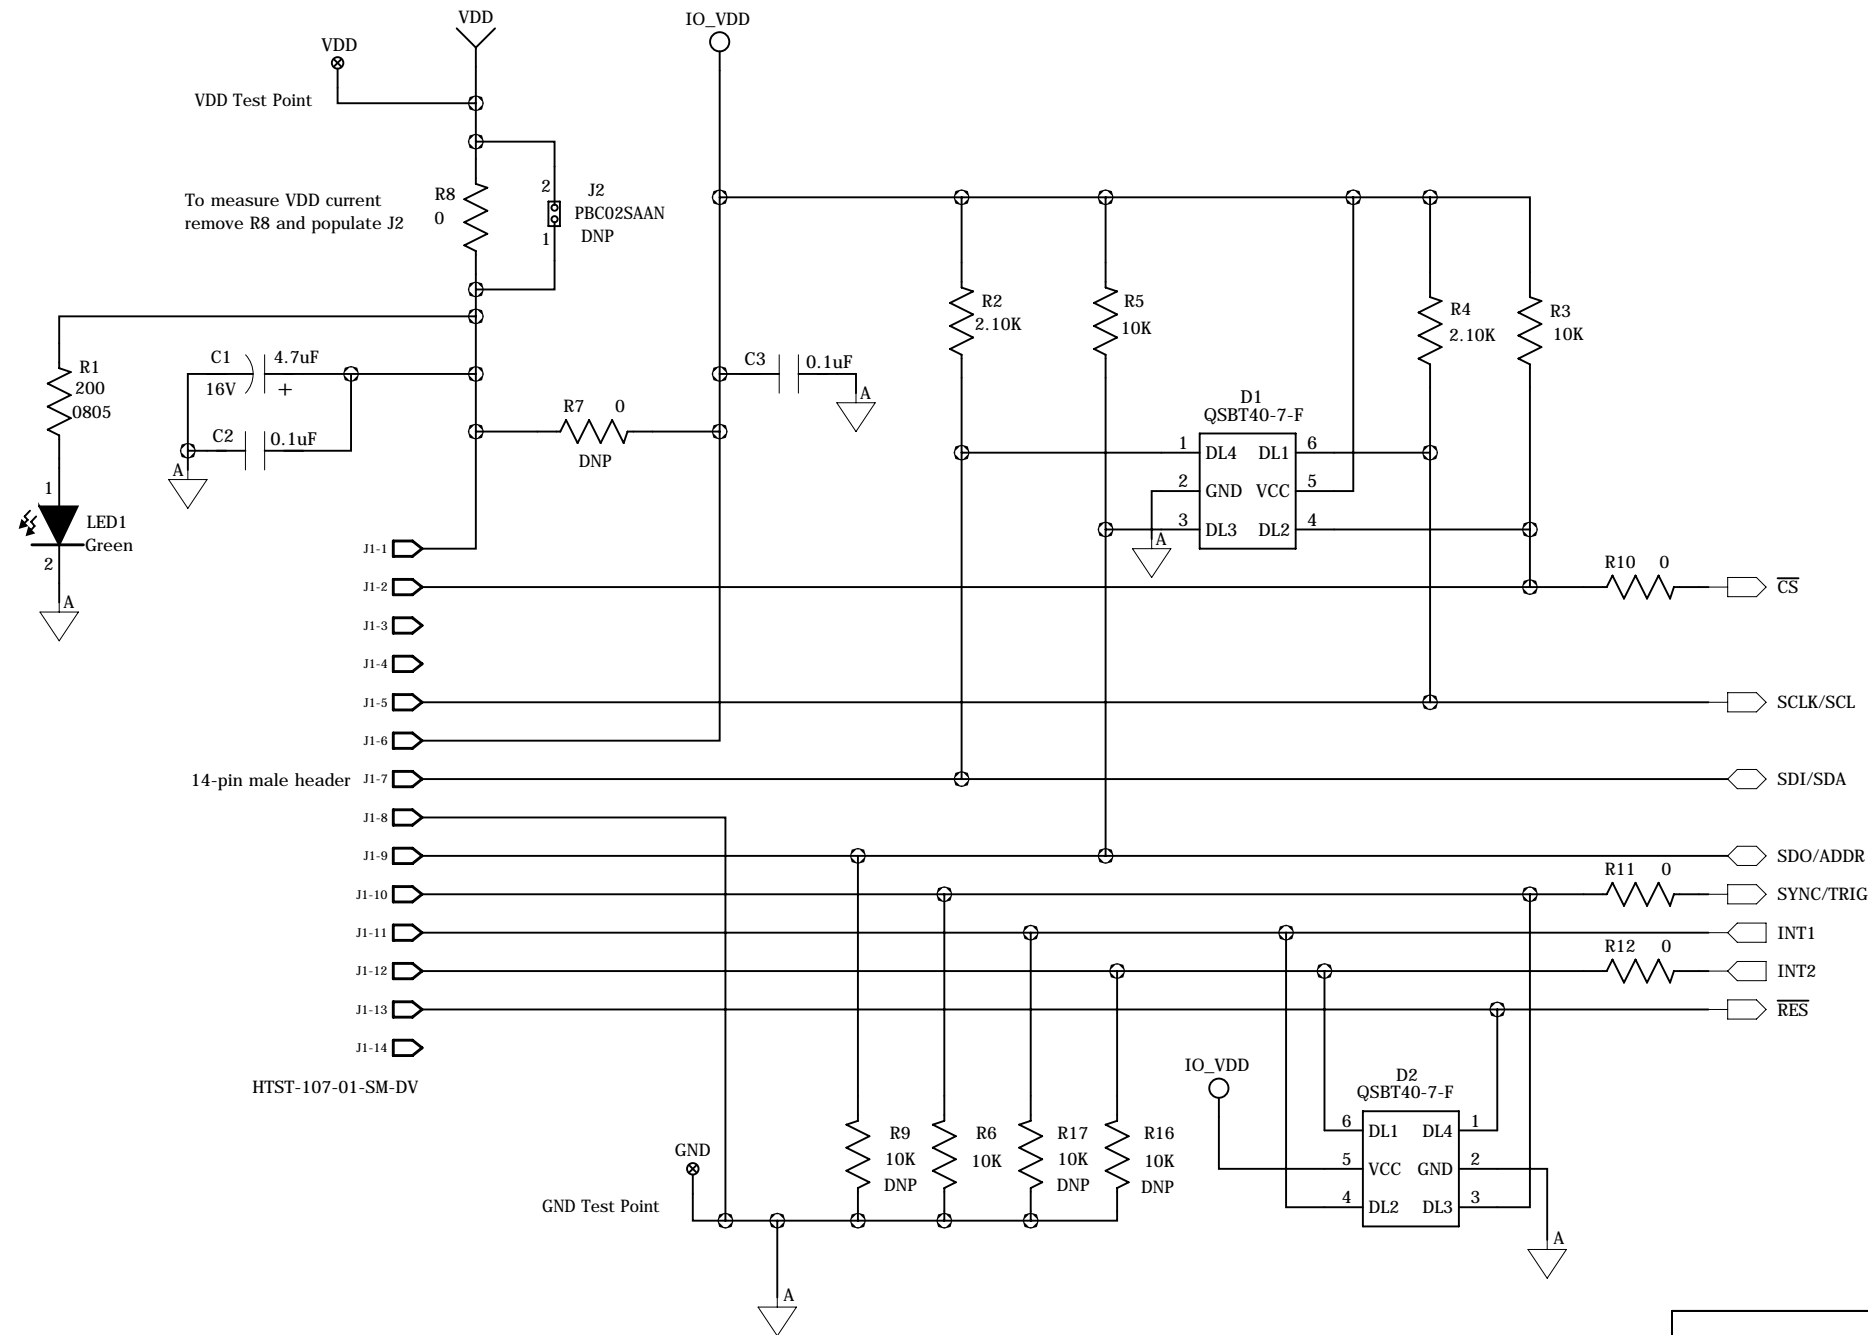 VDD
IO_VDD
VDD
VDD Test Point
To measure VDD current
remove R8 and populate J2
R8
0
2
1
J2
PBC02SAAN
DNP
R1
200
0805
C1
4.7uF
16V
+
C2
0.1uF
A
R7 0
DNP
C3
0.1uF
A
R2
2.10K
R5
10K
R4
2.10K
R3
10K
D1
QSBT40-7-F
1 DL4 DL1 6
2 GND VCC 5
3 DL3 DL2 4
A
1
LED1
Green
2
A
J1-1
J1-2
R10 0
CS
J1-3
J1-4
J1-5
SCLK/SCL
J1-6
14-pin male header
J1-7
SDI/SDA
J1-8
J1-9
SDO/ADDR
J1-10
R11 0
SYNC/TRIG
J1-11
INT1
J1-12
R12 0
INT2
J1-13
RES
J1-14
HTST-107-01-SM-DV
IO_VDD
D2
QSBT40-7-F
6 DL1 DL4 1
5 VCC GND 2
4 DL2 DL3 3
A
GND
GND Test Point
R9
10K
DNP
R6
10K
R17
10K
DNP
R16
10K
DNP
A